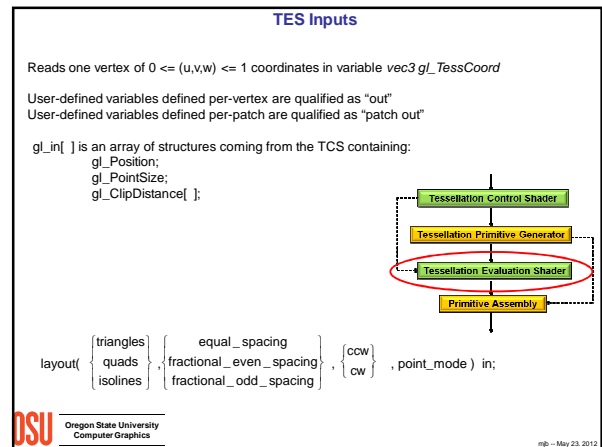 TES Inputs
Reads one vertex of 0 <= (u,v,w) <= 1 coordinates in variable vec3 gl_TessCoord
User-defined variables defined per-vertex are qualified as “out”
User-defined variables defined per-patch are qualified as “patch out”
gl_in[ ] is an array of structures coming from the TCS containing:
gl_Position;
gl_PointSize;
gl_ClipDistance[ ];
Tessellation Control Shader
Tessellation Primitive Generator
Tessellation Evaluation Shader
Primitive Assembly
triangles equal_spacing
layout( quads , fractional_even_spacing , ccw , point_mode ) in;
isolines fractional_odd_spacing cw
OSU
Oregon State University
Computer Graphics
mjb – May 23, 2012